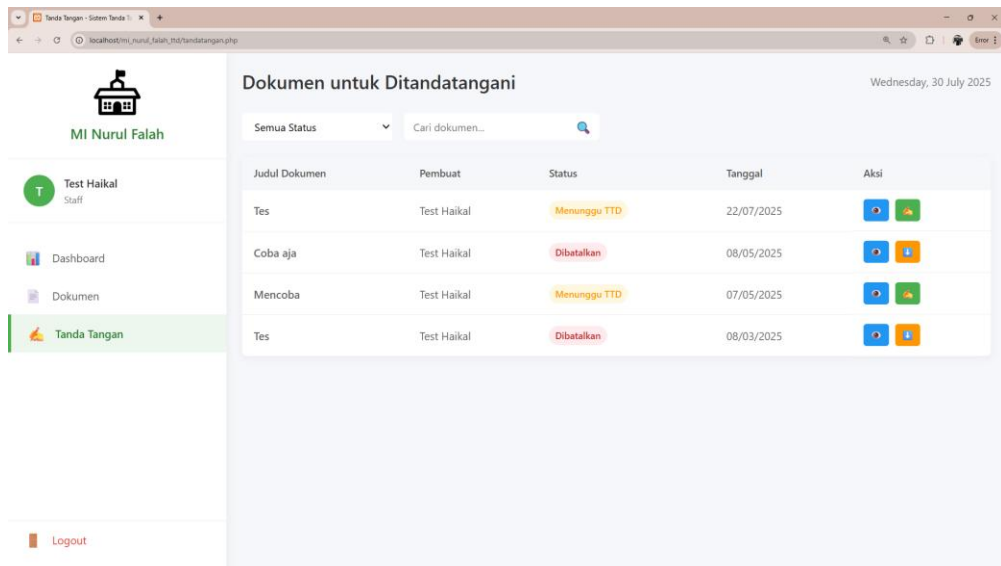 Tanda Tangan - Sistem Tanda T
localhost/mi_nurul_falah_ttd/tandatangan.php
Error
MI Nurul Falah
T
Test Haikal
Staff
Dashboard
Dokumen
Tanda Tangan
Logout
Dokumen untuk Ditandatangani
Wednesday, 30 July 2025
Semua Status
Cari dokumen...
Judul Dokumen Pembuat Status Tanggal Aksi
Tes Test Haikal Menunggu TTD 22/07/2025
Coba aja Test Haikal Dibatalkan 08/05/2025
Mencoba Test Haikal Menunggu TTD 07/05/2025
Tes Test Haikal Dibatalkan 08/03/2025